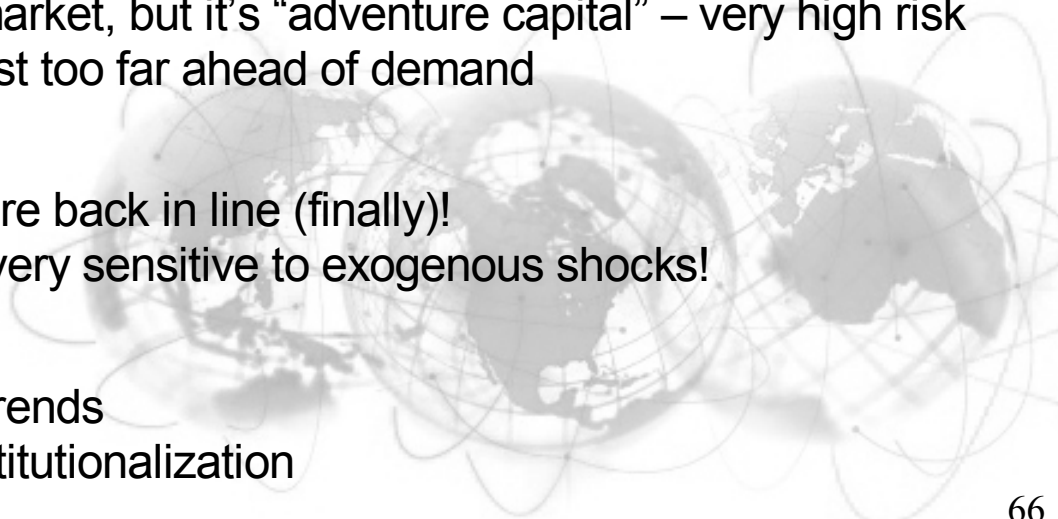 market, but it's “adventure capital” – very high risk
st too far ahead of demand
re back in line (finally)!
very sensitive to exogenous shocks!
rends
titutionalization
66